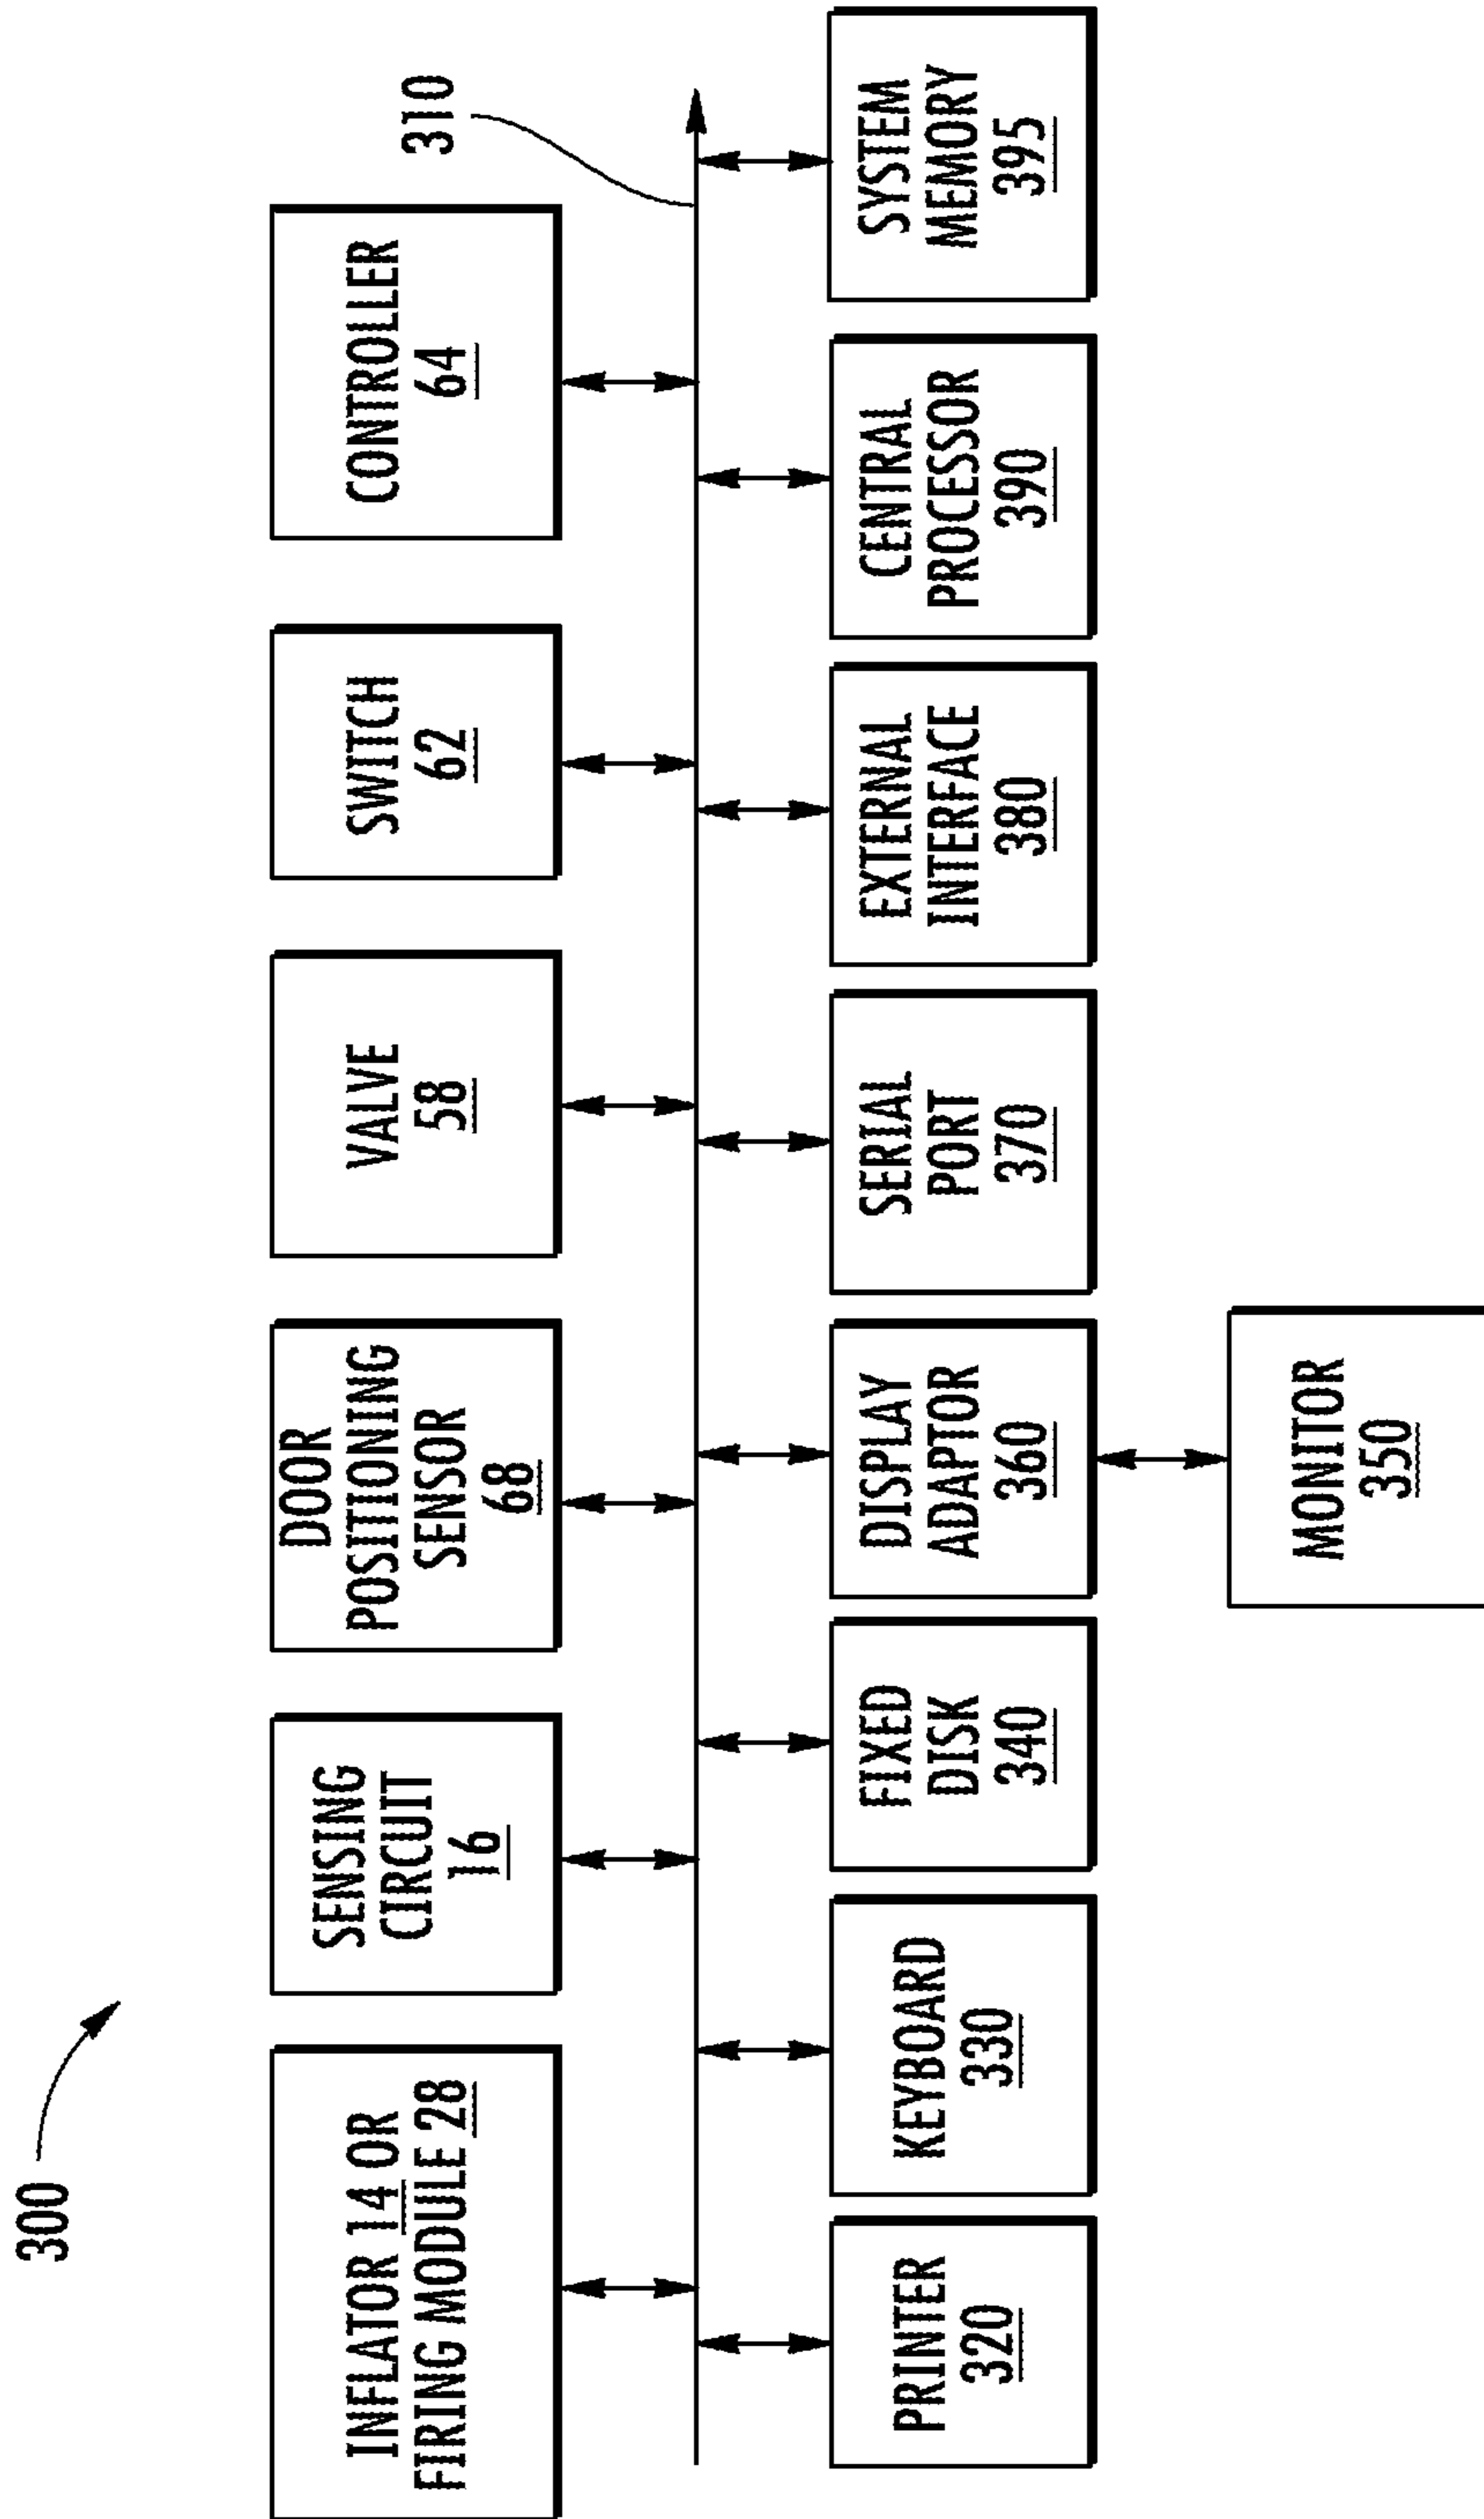 300
INFLATOR 14 OR
FIRING MODULE 28
SENSING
CIRCUIT
16
DOOR
POSITIONING
SENSOR
68
VALVE
58
SWITCH
62
CONTROLLER
64
310
PRINTER
320
KEYBOARD
330
FIXED
DISK
340
DISPLAY
ADAPTOR
360
SERIAL
PORT
370
EXTERNAL
INTERFACE
380
CENTRAL
PROCESSOR
390
SYSTEM
MEMORY
395
MONITOR
350